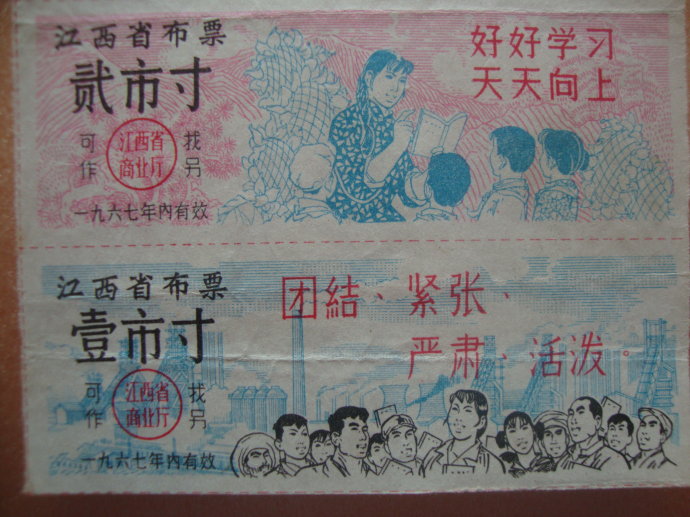 江西省布票
贰市寸
可作
江西省
商业厅
找另
一九六七年内有效
好好学习
天天向上
江西省布票
壹市寸
可作
江西省
商业厅
找另
一九六七年内有效
团結、紧张、
严肃、活泼。